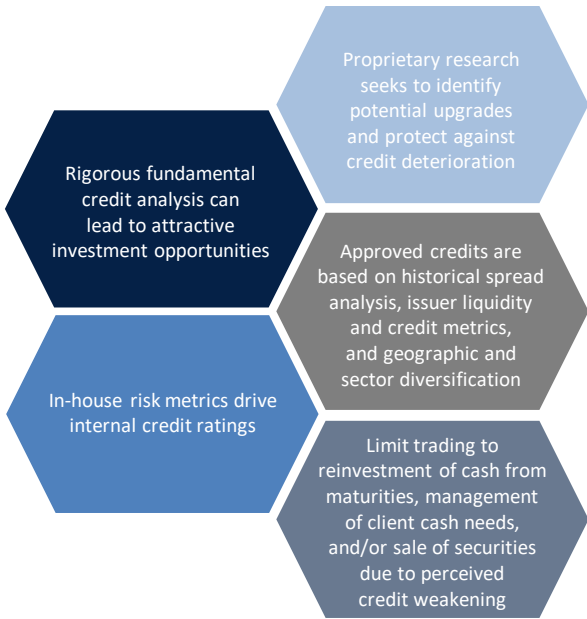 Proprietary research
seeks to identify
potential upgrades
and protect against
credit deterioration
Rigorous fundamental
credit analysis can
lead to attractive
investment opportunities
Approved credits are
based on historical spread
analysis, issuer liquidity
and credit metrics,
and geographic and
sector diversification
In-house risk metrics drive
internal credit ratings
Limit trading to
reinvestment of cash from
maturities, management
of client cash needs,
and/or sale of securities
due to perceived
credit weakening